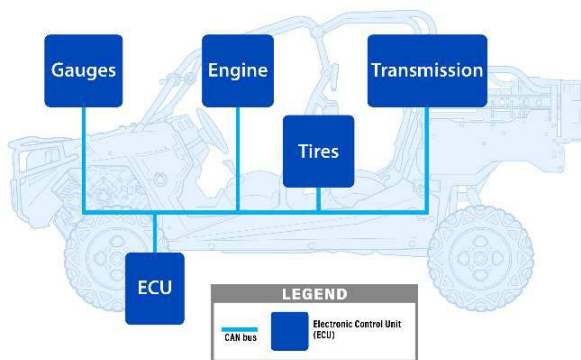 Gauges
Engine
Transmission
Tires
ECU
LEGEND
CAN bus
Electronic Control Unit
(ECU)